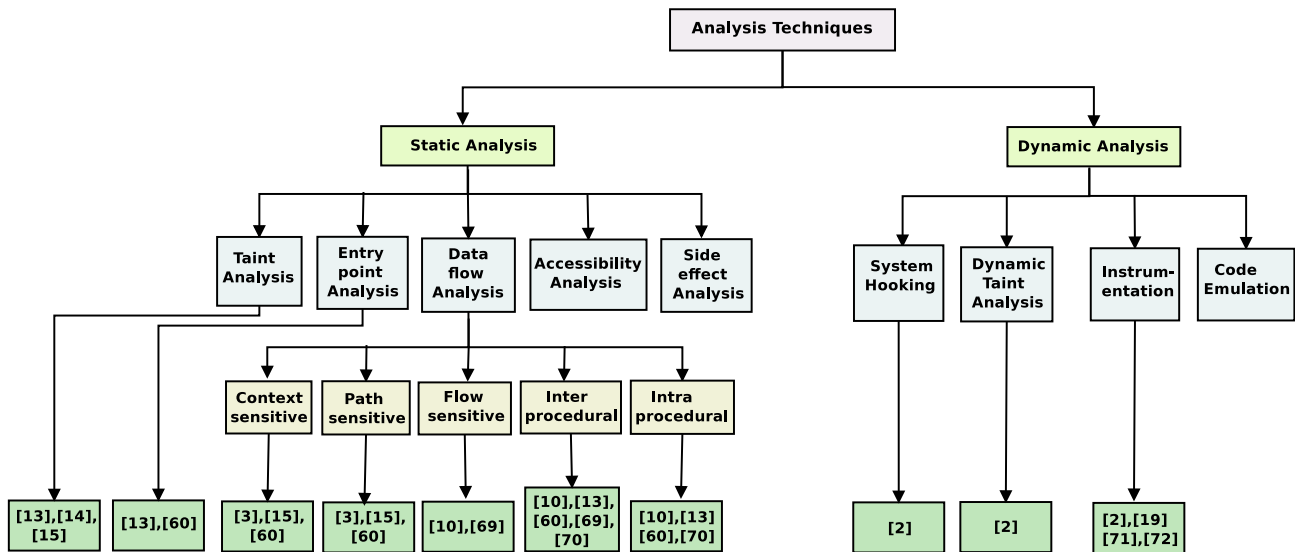 Analysis Techniques
Static Analysis
Dynamic Analysis
Taint
Analysis
Entry
point
Analysis
Data
flow
Analysis
Accessibility
Analysis
Side
effect
Analysis
System
Hooking
Dynamic
Taint
Analysis
Instrum-
entation
Code
Emulation
Context
sensitive
Path
sensitive
Flow
sensitive
Inter
procedural
Intra
procedural
[13],[14],
[15]
[13],[60]
[3],[15],
[60]
[3],[15],
[60]
[10],[69]
[10],[13],
[60],[69],
[70]
[10],[13]
[60],[70]
[2]
[2]
[2],[19]
[71],[72]